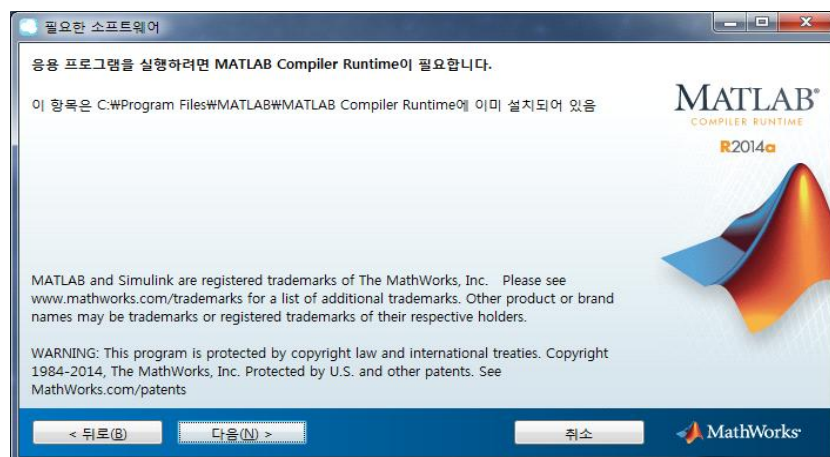 필요한 소프트웨어
응용 프로그램을 실행하려면 MATLAB Compiler Runtime이 필요합니다.
이 항목은 C:₩Program Files₩MATLAB₩MATLAB Compiler Runtime에 이미 설치되어 있음
MATLAB®
COMPILER RUNTIME
R2014a
MATLAB and Simulink are registered trademarks of The MathWorks, Inc. Please see
www.mathworks.com/trademarks for a list of additional trademarks. Other product or brand
names may be trademarks or registered trademarks of their respective holders.
WARNING: This program is protected by copyright law and international treaties. Copyright
1984-2014, The MathWorks, Inc. Protected by U.S. and other patents. See
MathWorks.com/patents
< 뒤로(B)
다음(N) >
취소
MathWorks®